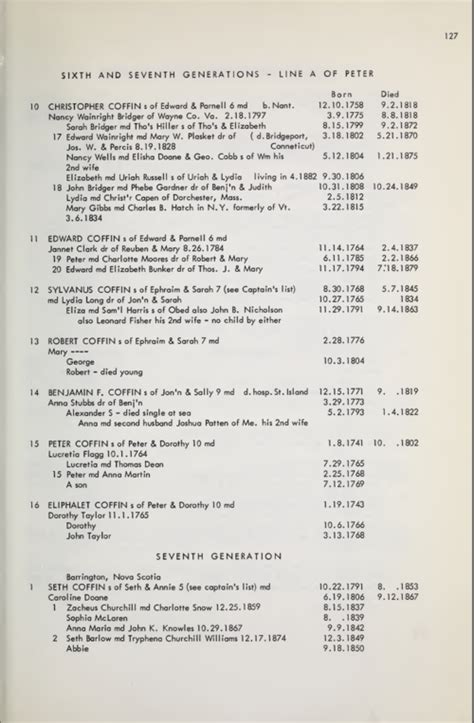 127
SIXTH AND SEVENTH GENERATIONS - LINE A OF PETER
Born Died
10 CHRISTOPHER COFFIN s of Edward & Parnell 6 md b. Nant. 12.10.1758 9.2.1818
Nancy Wainright Bridger of Wayne Co. Va. 2.18.1797 3.9.1775 8.8.1818
Sarah Bridger md Tho's Hiller s of Tho's & Elizabeth 8.15.1799 9.2.1872
17 Edward Wainright md Mary W. Plasket dr of (d. Bridgeport, 3.18.1802 5.21.1870
Jos. W. & Percis 8.19.1828 Conneticut)
Nancy Wells md Elisha Doane & Geo. Cobb s of Wm his 5.12.1804 1.21.1875
2nd wife
Elizabeth md Uriah Russell s of Uriah & Lydia living in 4.1882 9.30.1806
18 John Bridger md Phebe Gardner dr of Benj'n & Judith 10.31.1808 10.24.1849
Lydia md Christ'r Capen of Dorchester, Mass. 2.5.1812
Mary Gibbs md Charles B. Hatch in N.Y. formerly of Vt. 3.22.1815
3.6.1834
11 EDWARD COFFIN s of Edward & Parnell 6 md 11.14.1764 2.4.1837
Jannet Clark dr of Reuben & Mary 8.26.1784
19 Peter md Charlotte Moores dr of Robert & Mary 6.11.1785 2.2.1866
20 Edward md Elizabeth Bunker dr of Thos. J. & Mary 11.17.1794 7.18.1879
12 SYLVANUS COFFIN s of Ephraim & Sarah 7 (see Captain's list) 8.30.1768 5.7.1845
md Lydia Long dr of Jon'n & Sarah 10.27.1765 1834
Eliza md Sam'l Harris s of Obed also John B. Nicholson 11.29.1791 9.14.1863
also Leonard Fisher his 2nd wife - no child by either
13 ROBERT COFFIN s of Ephraim & Sarah 7 md 2.28.1776
Mary ----
George 10.3.1804
Robert - died young
14 BENJAMIN F. COFFIN s of Jon'n & Sally 9 md d. hosp. St. Island 12.15.1771 9. .1819
Anna Stubbs dr of Benj'n 3.29.1773
Alexander S - died single at sea 5.2.1793 1.4.1822
Anna md second husband Joshua Patten of Me. his 2nd wife
15 PETER COFFIN s of Peter & Dorothy 10 md 1.8.1741 10. .1802
Lucretia Flagg 10.1.1764
Lucretia md Thomas Dean 7.29.1765
15 Peter md Anna Martin 2.25.1768
A son 7.12.1769
16 ELIPHALET COFFIN s of Peter & Dorothy 10 md 1.19.1743
Dorothy Taylor 11.1.1765
Dorothy 10.6.1766
John Taylor 3.13.1768
SEVENTH GENERATION
Barrington, Nova Scotia
1 SETH COFFIN s of Seth & Annie 5 (see captain's list) md 10.22.1791 8. .1853
Caroline Doane 6.19.1806 9.12.1867
1 Zacheus Churchill md Charlotte Snow 12.25.1859 8.15.1837
Sophia McLaren 8. .1839
Anna Maria md John K. Knowles 10.29.1867 9.9.1842
2 Seth Barlow md Tryphena Churchill Williams 12.17.1874 12.3.1849
Abbie 9.18.1850